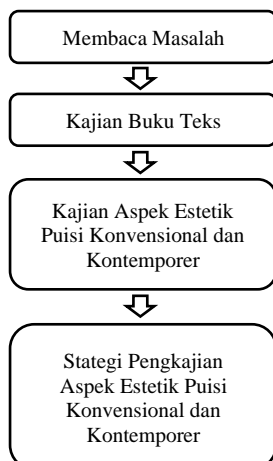 Membaca Masalah
Kajian Buku Teks
Kajian Aspek Estetik
Puisi Konvensional dan
Kontemporer
Stategi Pengkajian
Aspek Estetik Puisi
Konvensional dan
Kontemporer